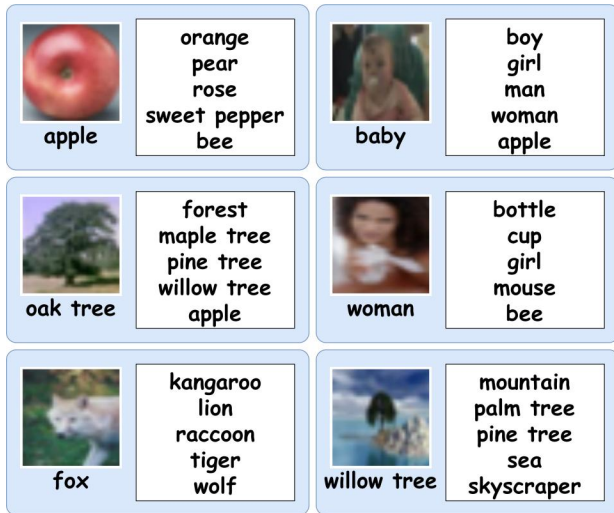 apple
orange
pear
rose
sweet pepper
bee
baby
boy
girl
man
woman
apple
oak tree
forest
maple tree
pine tree
willow tree
apple
woman
bottle
cup
girl
mouse
bee
fox
kangaroo
lion
raccoon
tiger
wolf
willow tree
mountain
palm tree
pine tree
sea
skyscraper